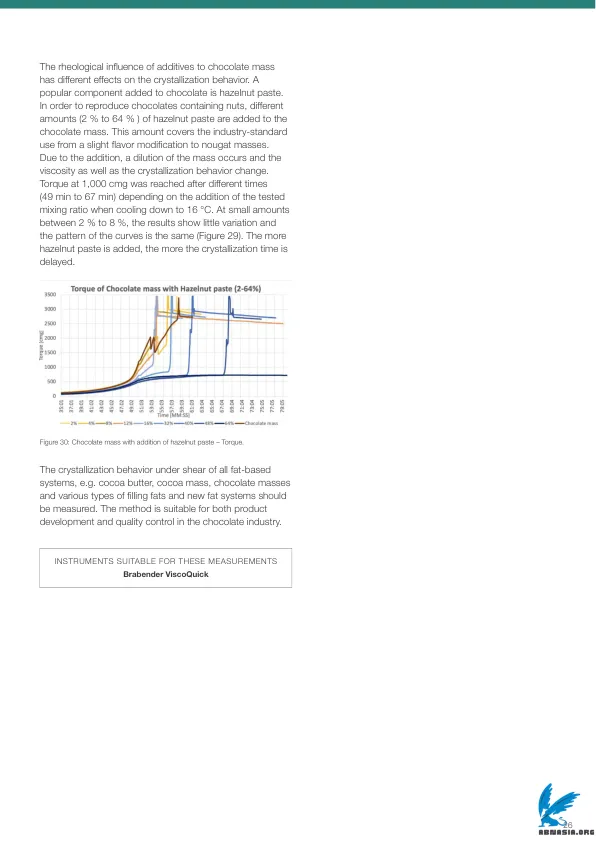 The rheological influence of additives to chocolate mass
has different effects on the crystallization behavior. A
popular component added to chocolate is hazelnut paste.
In order to reproduce chocolates containing nuts, different
amounts (2 % to 64 % ) of hazelnut paste are added to the
chocolate mass. This amount covers the industry-standard
use from a slight flavor modification to nougat masses.
Due to the addition, a dilution of the mass occurs and the
viscosity as well as the crystallization behavior change.
Torque at 1,000 cmg was reached after different times
(49 min to 67 min) depending on the addition of the tested
mixing ratio when cooling down to 16 °C. At small amounts
between 2 % to 8 %, the results show little variation and
the pattern of the curves is the same (Figure 29). The more
hazelnut paste is added, the more the crystallization time is
delayed.
Torque of Chocolate mass with Hazelnut paste (2-64%)
3500
3000
2500
2000
1500
1000
500
0
Torque [cmg]
35:01 37:01 39:01 41:02 43:02 45:02 47:02 49:02 51:03 53:03 55:03 57:03 59:03 61:03 63:04 65:04 67:04 69:04 71:04 73:04 75:05 77:05 79:05
Time [MM:SS]
2% 4% 8% 12% 16% 32% 40% 48% 64% Chocolate mass
Figure 30: Chocolate mass with addition of hazelnut paste – Torque.
The crystallization behavior under shear of all fat-based
systems, e.g. cocoa butter, cocoa mass, chocolate masses
and various types of filling fats and new fat systems should
be measured. The method is suitable for both product
development and quality control in the chocolate industry.
INSTRUMENTS SUITABLE FOR THESE MEASUREMENTS
Brabender ViscoQuick
26
ABNASIA.ORG